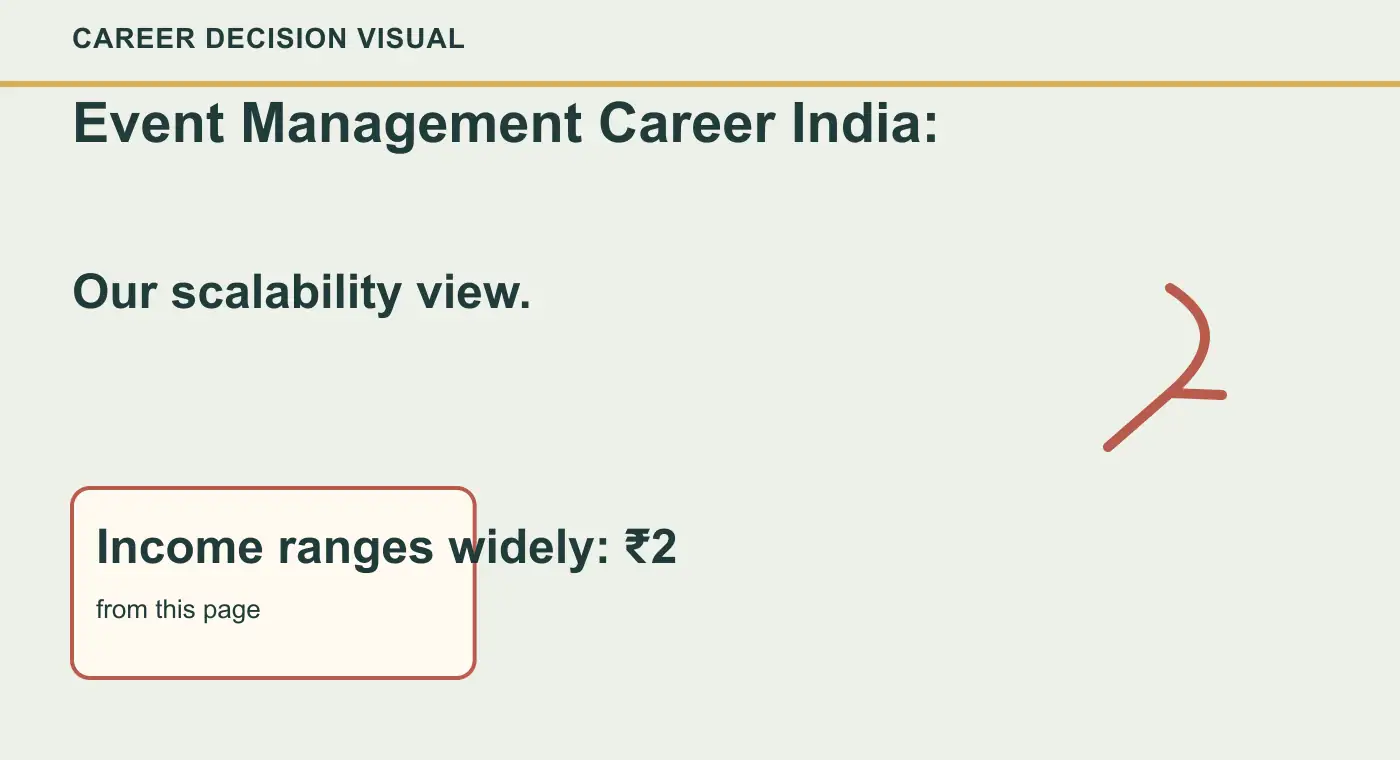 CAREER DECISION VISUAL
Event Management Career India:
Our scalability view.
Income ranges widely: ₹2
from this page